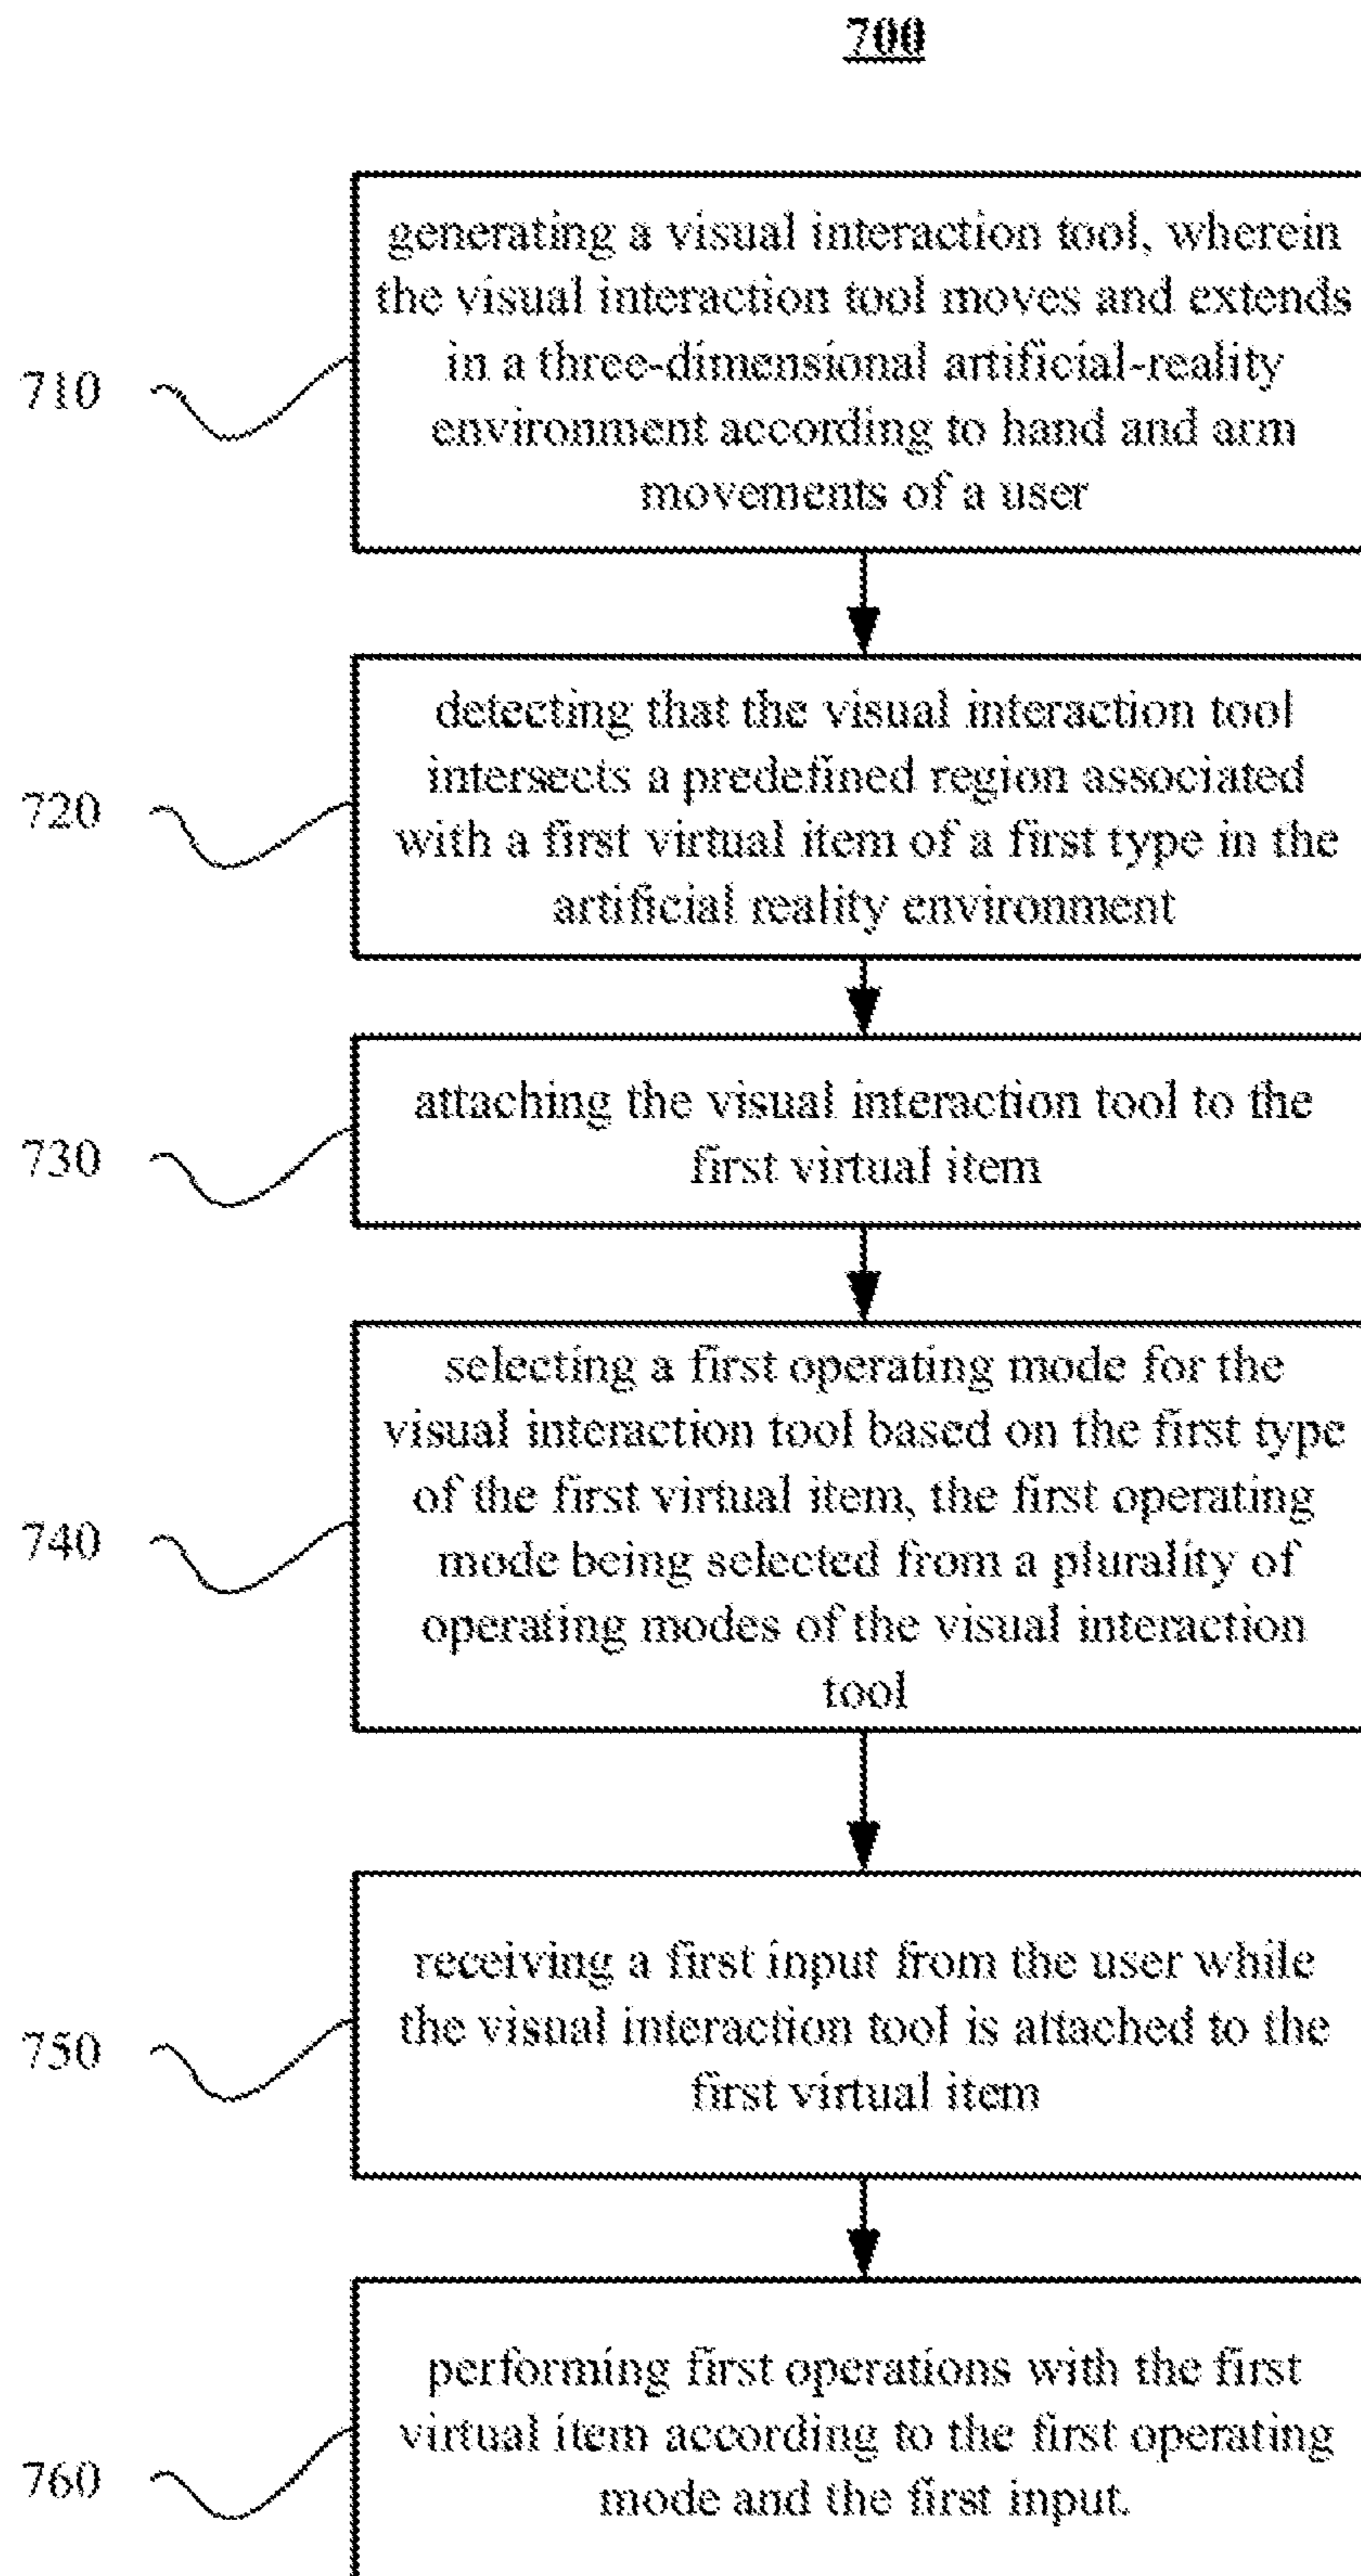 700
generating a visual interaction tool, wherein
the visual interaction tool moves and extends
in a three-dimensional artificial-reality
environment according to hand and arm
movements of a user
710
detecting that the visual interaction tool
intersects a predefined region associated
with a first virtual item of a first type in the
artificial reality environment
720
attaching the visual interaction tool to the
first virtual item
730
selecting a first operating mode for the
visual interaction tool based on the first type
of the first virtual item, the first operating
mode being selected from a plurality of
operating modes of the visual interaction
tool
740
receiving a first input from the user while
the visual interaction tool is attached to the
first virtual item
750
performing first operations with the first
virtual item according to the first operating
mode and the first input.
760